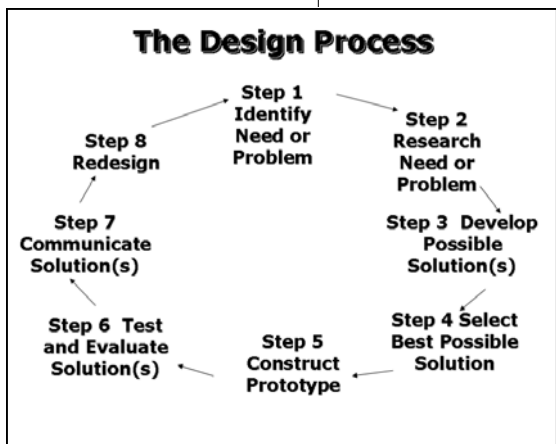 The Design Process
Step 1
Identify
Need or
Problem
Step 2
Research
Need or
Problem
Step 3 Develop
Possible
Solution(s)
Step 4 Select
Best Possible
Solution
Step 5
Construct
Prototype
Step 6 Test
and Evaluate
Solution(s)
Step 7
Communicate
Solution(s)
Step 8
Redesign